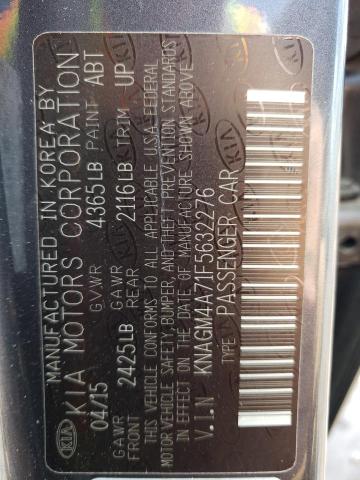 MANUFACTURED IN KOREA BY
KIA KIA MOTORS CORPORATION
04/15 GVWR 4365LB PAINT ABT
GAWR FRONT 2425LB GAWR REAR 2116LB TRIM UP
THIS VEHICLE CONFORMS TO ALL APPLICABLE U.S.A FEDERAL
MOTOR VEHICLE SAFETY, BUMPER, AND THEFT PREVENTION STANDARDS
IN EFFECT ON THE DATE OF MANUFACTURE SHOWN ABOVE.
V.I.N KNAGM4A71F5632276
TYPE PASSENGER CAR